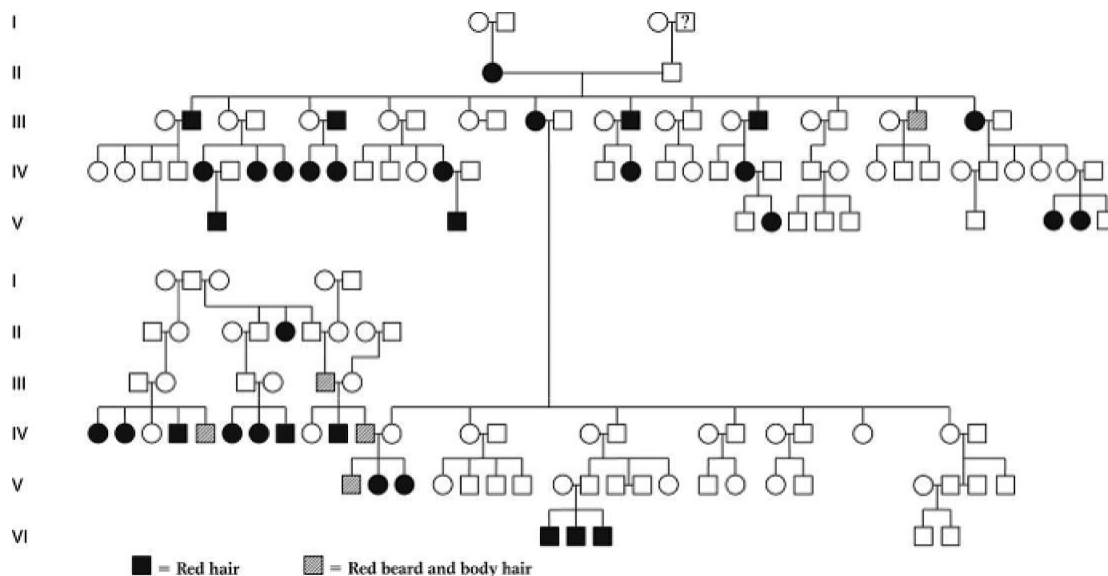 I
?
II
III
IV
V
I
II
III
IV
V
VI
= Red hair = Red beard and body hair